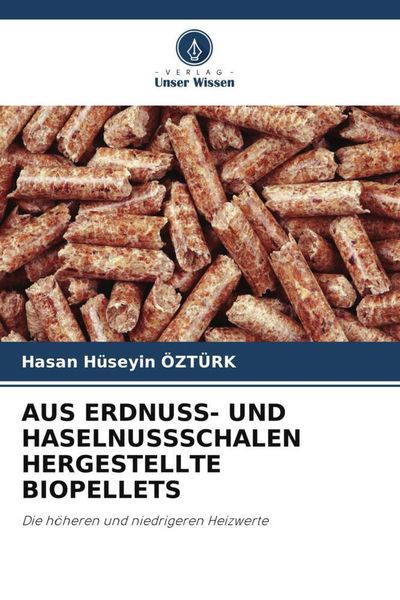 - VERLAG -
Unser Wissen
Hasan Hüseyin ÖZTÜRK
AUS ERDNUSS- UND
HASELNUSSSCHALEN
HERGESTELLTE
BIOPELLETS
Die höheren und niedrigeren Heizwerte